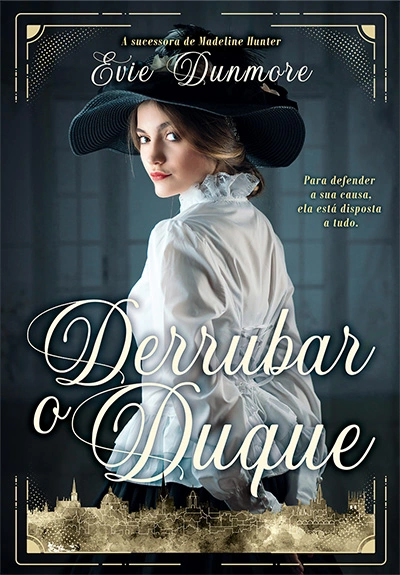 A sucessora de Madeline Hunter
Evie Dunmore
Para defender
a sua causa,
ela está disposta
a tudo.
Derrubar
o Duque